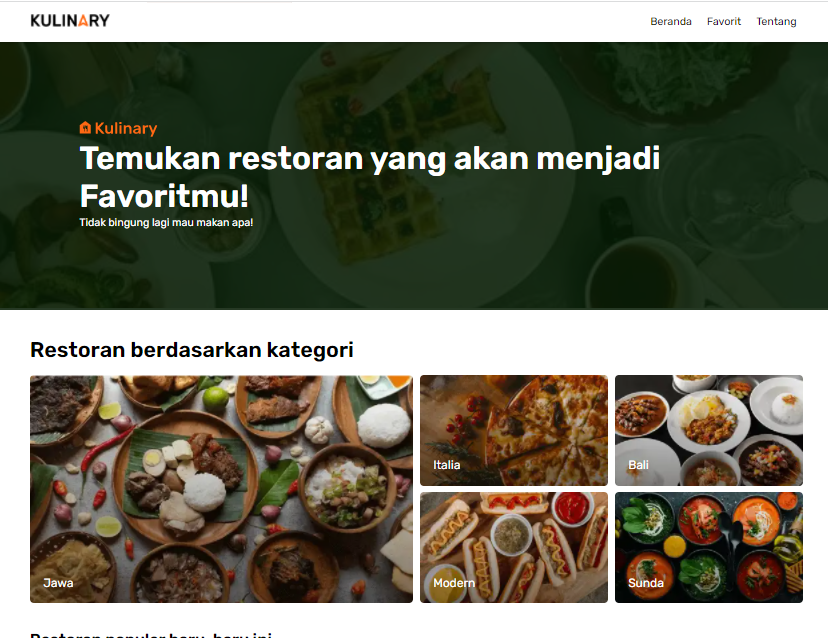 KULINARY
Beranda Favorit Tentang
Kulinary
Temukan restoran yang akan menjadi
Favoritmu!
Tidak bingung lagi mau makan apa!
Restoran berdasarkan kategori
Italia
Bali
Jawa
Modern
Sunda
Restoran populer baru-baru ini